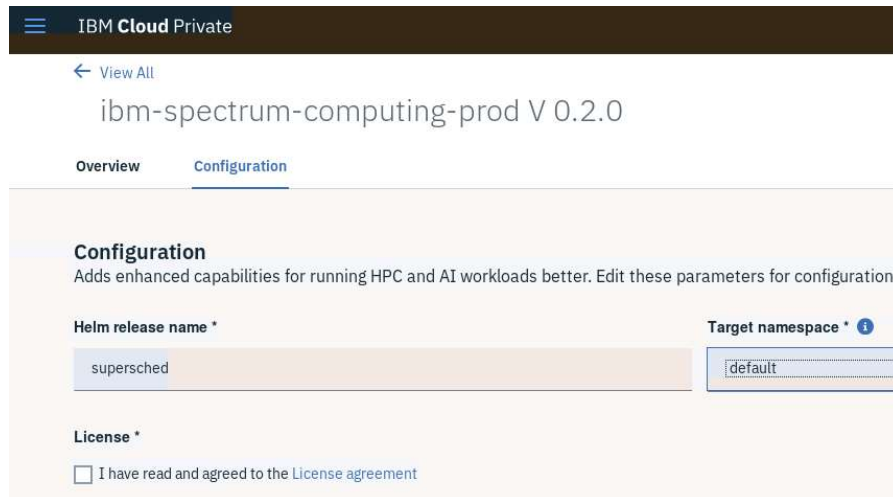 IBM Cloud Private
← View All
ibm-spectrum-computing-prod V 0.2.0
Overview Configuration
Configuration
Adds enhanced capabilities for running HPC and AI workloads better. Edit these parameters for configuration
Helm release name * Target namespace *
supersched default
License *
I have read and agreed to the License agreement